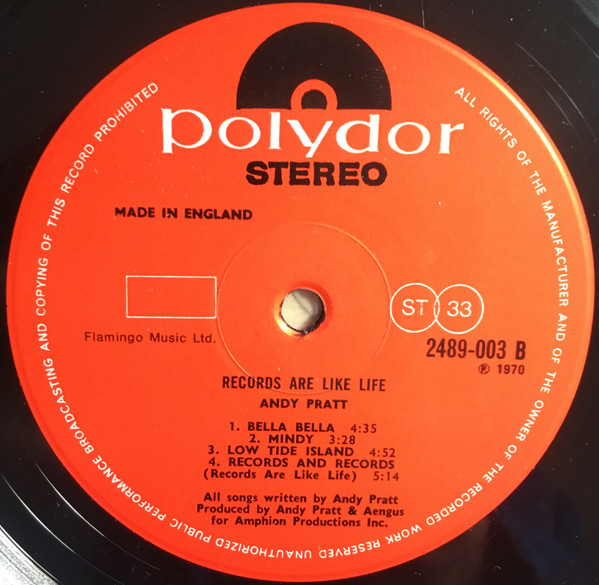 polydor
STEREO
MADE IN ENGLAND
ST 33
Flamingo Music Ltd.
2489-003 B
℗ 1970
RECORDS ARE LIKE LIFE
ANDY PRATT
1. BELLA BELLA 4:35
2. MINDY 3:28
3. LOW TIDE ISLAND 4:52
4. RECORDS AND RECORDS
(Records Are Like Life) 5:14
All songs written by Andy Pratt
Produced by Andy Pratt & Aengus
for Amphion Productions Inc.
ALL RIGHTS OF THE MANUFACTURER AND OF THE OWNER OF THE RECORDED WORK RESERVED UNAUTHORIZED PUBLIC PERFORMANCE BROADCASTING AND COPYING OF THIS RECORD PROHIBITED